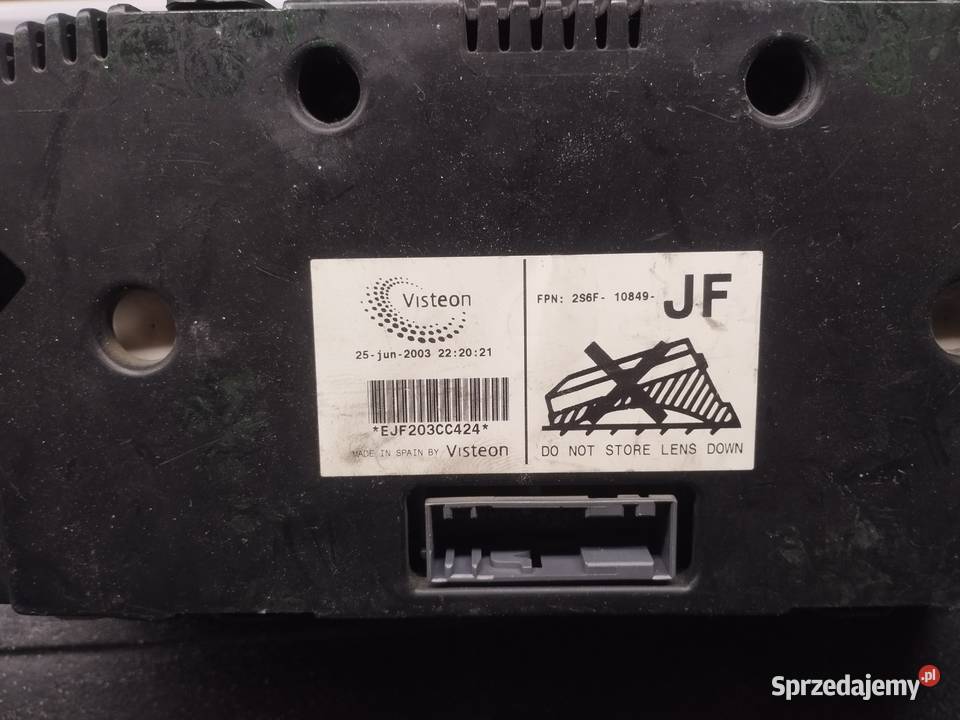 Visteon
25-jun-2003 22:20:21
*EJF203CC424*
MADE IN SPAIN BY Visteon
FPN: 2S6F- 10849- JF
DO NOT STORE LENS DOWN
Sprzedajemy.pl